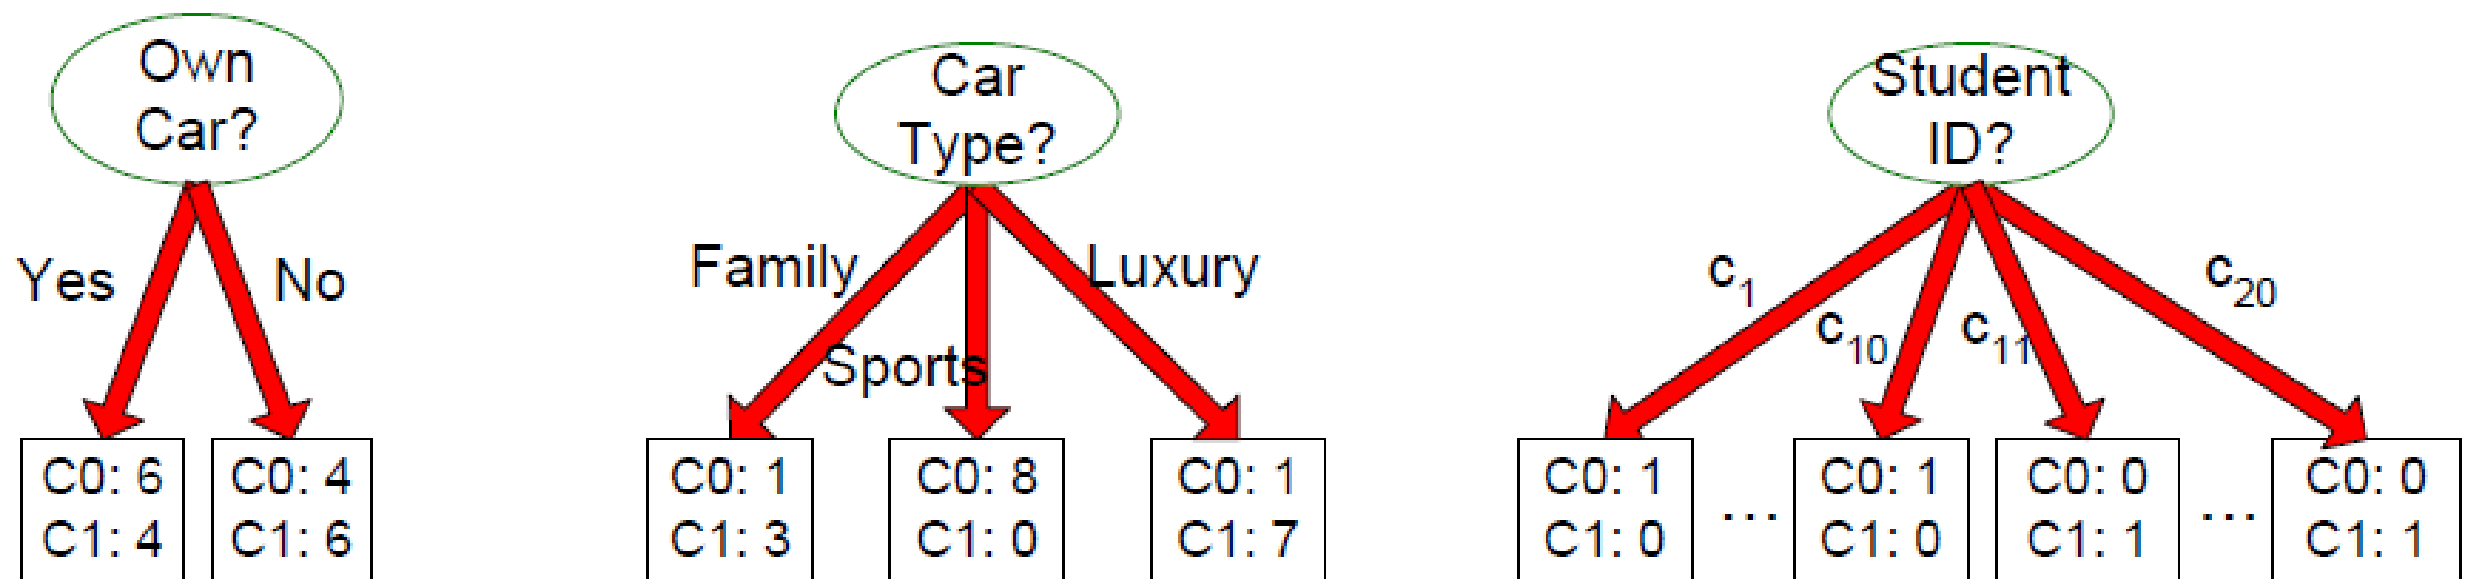 Own
Car?
Yes
No
C0: 6
C1: 4
C0: 4
C1: 6
Car
Type?
Family
Sports
Luxury
C0: 1
C1: 3
C0: 8
C1: 0
C0: 1
C1: 7
Student
ID?
c1
c10
c11
c20
C0: 1
C1: 0
...
C0: 1
C1: 0
C0: 0
C1: 1
...
C0: 0
C1: 1